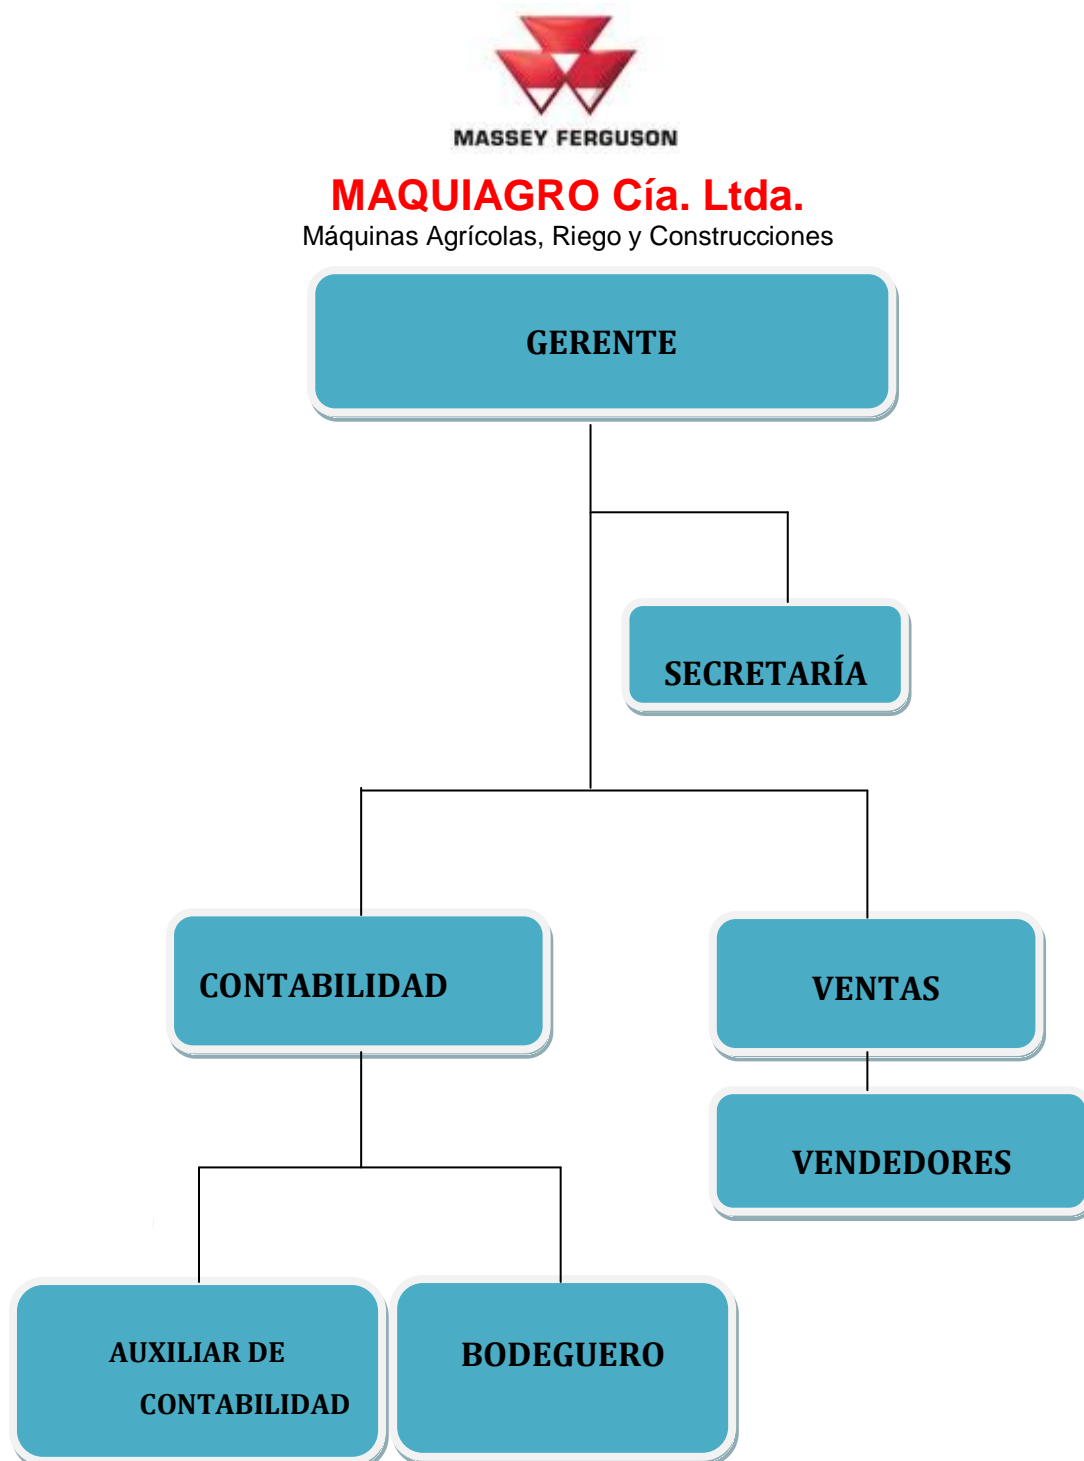 MASSEY FERGUSON
MAQUIAGRO Cía. Ltda.
Máquinas Agrícolas, Riego y Construcciones
GERENTE
SECRETARÍA
CONTABILIDAD
VENTAS
VENDEDORES
AUXILIAR DE
CONTABILIDAD
BODEGUERO